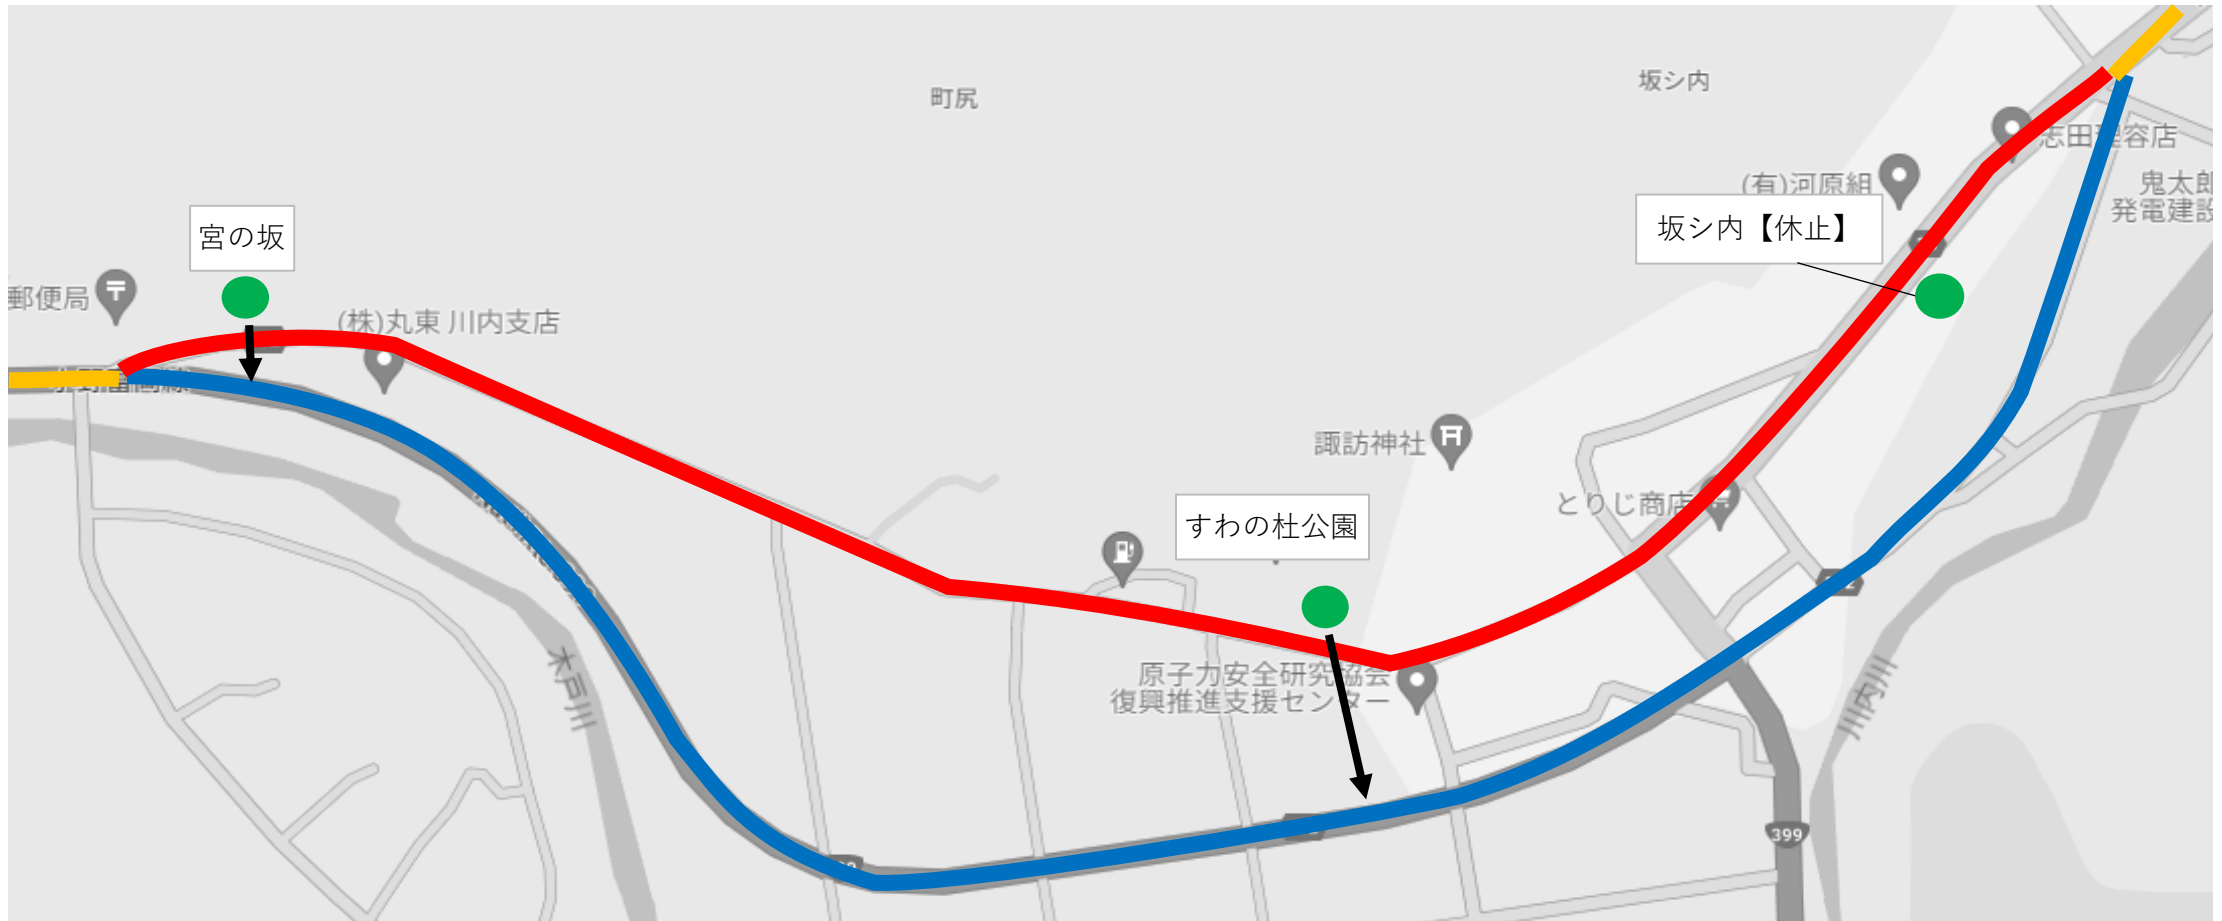 町尻
坂シ内
志田理容店
(有)河原組
鬼太郎
発電建設
坂シ内【休止】
宮の坂
郵便局
(株)丸東 川内支店
諏訪神社
とりじ商店
すわの杜公園
原子力安全研究協会
復興推進支援センター
木戸川
川内川
399